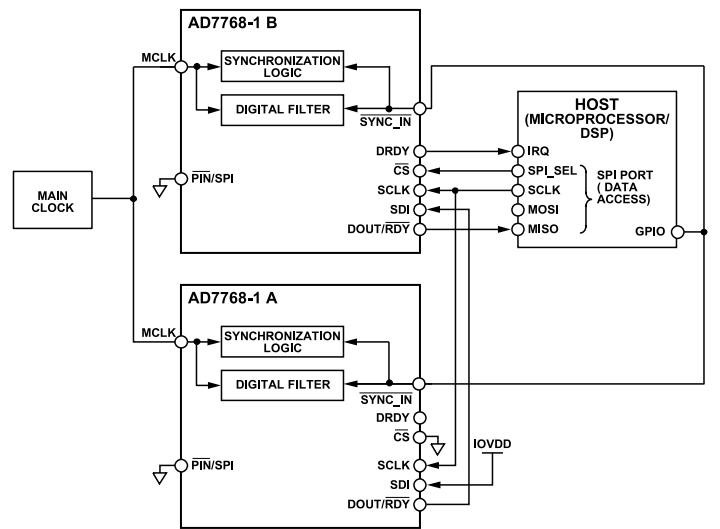 AD7768-1 B
MCLK
SYNCHRONIZATION
LOGIC
DIGITAL FILTER
SYNC_IN
DRDY
CS
SCLK
SDI
DOUT/RDY
PIN/SPI
MAIN
CLOCK
HOST
(MICROPROCESSOR/
DSP)
IRQ
SPI_SEL
SCLK
MOSI
MISO
SPI PORT
( DATA
ACCESS)
GPIO
AD7768-1 A
MCLK
SYNCHRONIZATION
LOGIC
DIGITAL FILTER
SYNC_IN
DRDY
CS
SCLK
SDI
DOUT/RDY
PIN/SPI
IOVDD